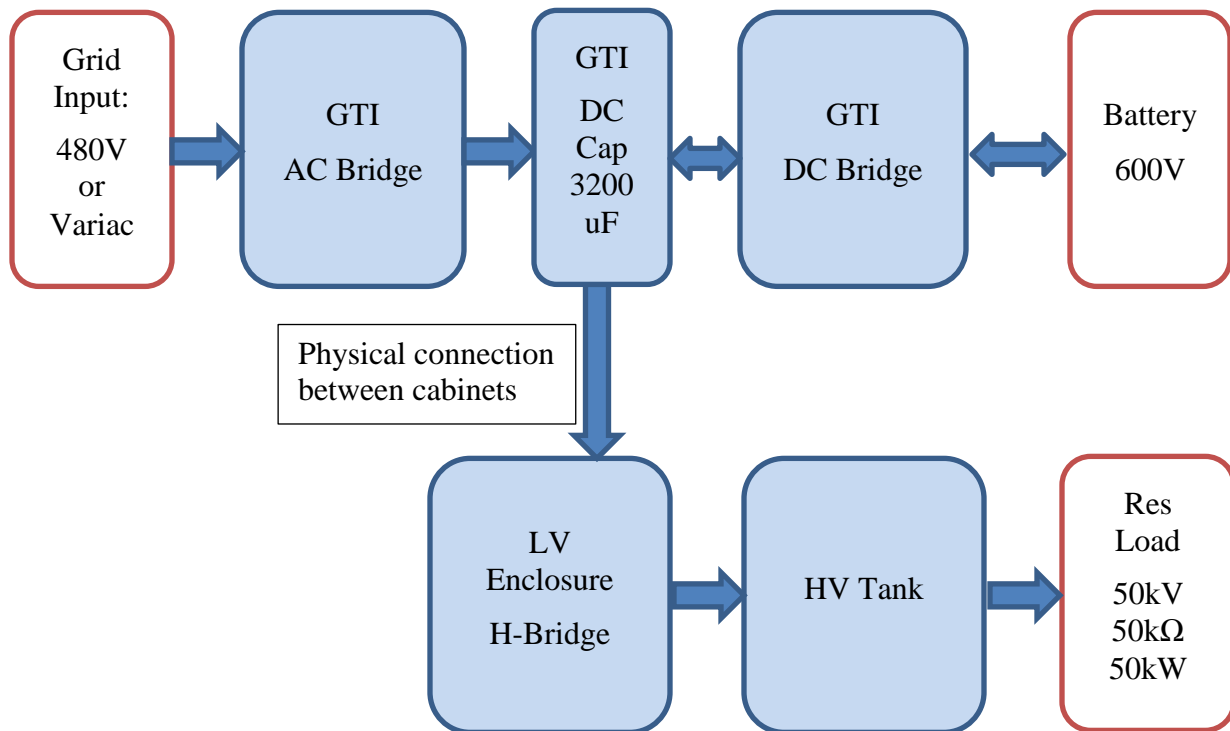 Grid
Input:
480V
or
Variac
GTI
AC Bridge
GTI
DC
Cap
3200
uF
GTI
DC Bridge
Battery
600V
Physical connection
between cabinets
LV
Enclosure
H-Bridge
HV Tank
Res
Load
50kV
50kΩ
50kW